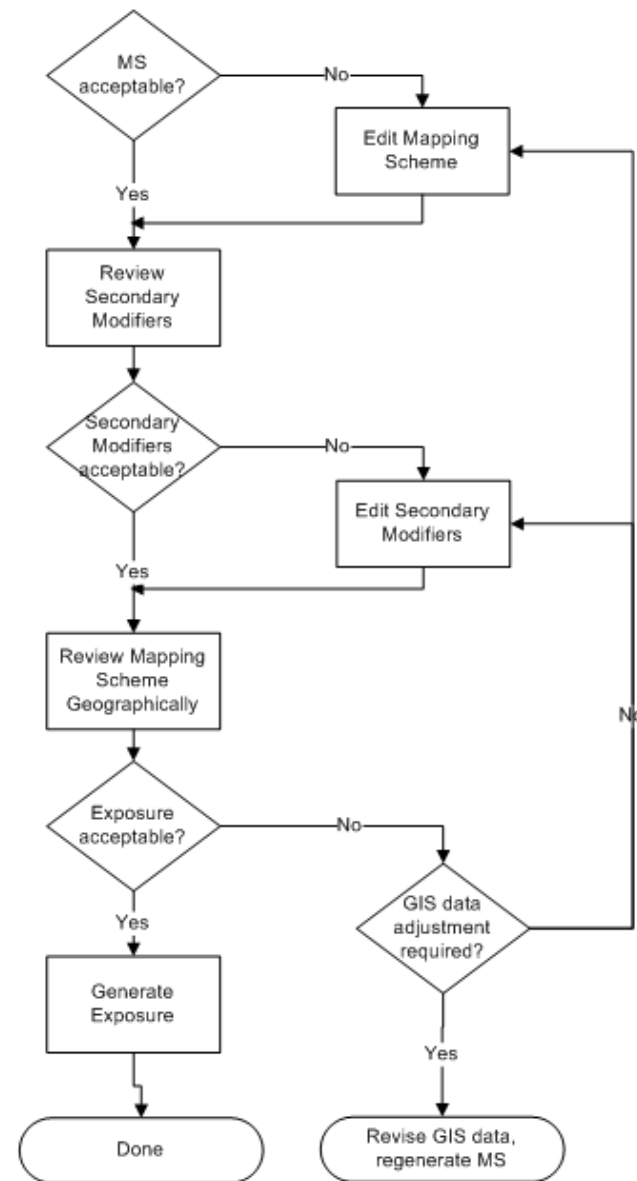 MS
acceptable?
No
Edit Mapping
Scheme
Yes
Review
Secondary
Modifiers
Secondary
Modifiers
acceptable?
No
Edit Secondary
Modifiers
Yes
Review Mapping
Scheme
Geographically
No
Exposure
acceptable?
No
GIS data
adjustment
required?
Yes
Generate
Exposure
Yes
Done
Revise GIS data,
regenerate MS